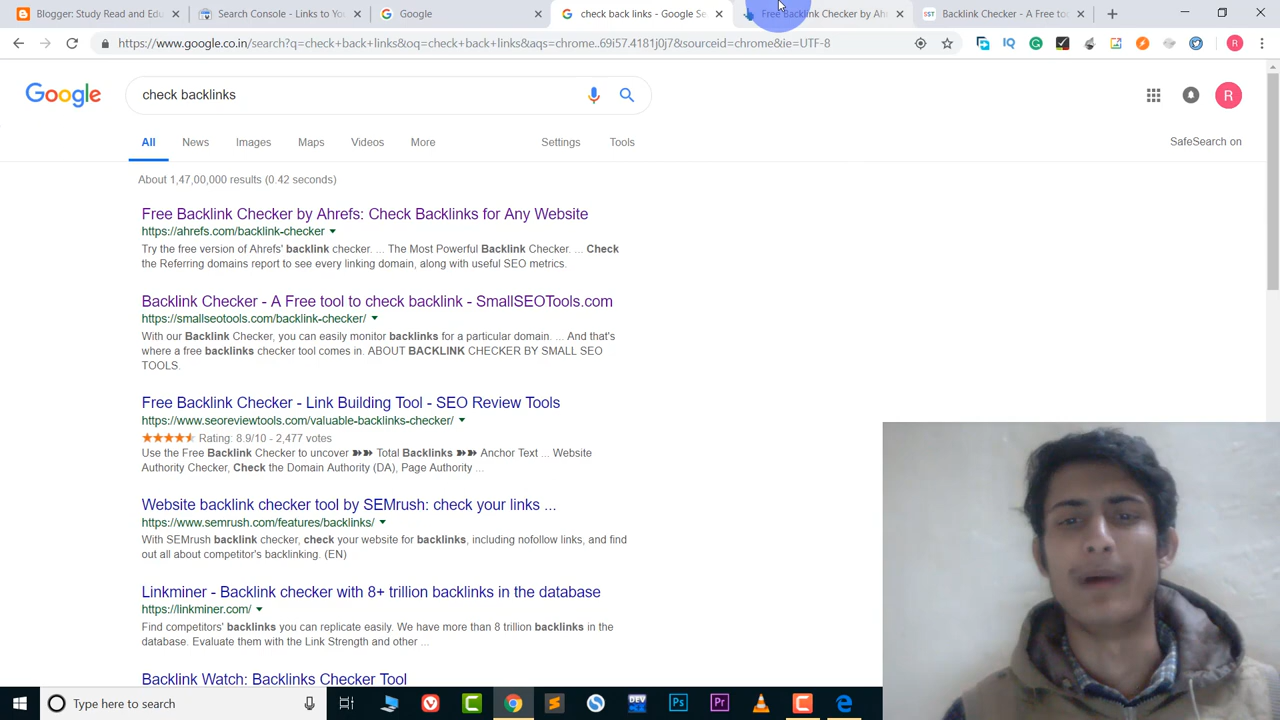 Blogger: Study Read and Edu
Search Console - Links to You
Google
check back links - Google Se
Free Backlink Checker by Ahr
Backlink Checker - A Free too
https://www.google.co.in/search?q=check+back+links&oq=check+back+links&aqs=chrome..69i57.4181j0j7&sourceid=chrome&ie=UTF-8
R
Google
check backlinks
R
All
News
Images
Maps
Videos
More
Settings
Tools
SafeSearch on
About 1,47,00,000 results (0.42 seconds)
Free Backlink Checker by Ahrefs: Check Backlinks for Any Website
https://ahrefs.com/backlink-checker
Try the free version of Ahrefs' backlink checker. ... The Most Powerful Backlink Checker. ... Check
the Referring domains report to see every linking domain, along with useful SEO metrics.
Backlink Checker - A Free tool to check backlink - SmallSEOTools.com
https://smallseotools.com/backlink-checker/
With our Backlink Checker, you can easily monitor backlinks for a particular domain. ... And that's
where a free backlinks checker tool comes in. ABOUT BACKLINK CHECKER BY SMALL SEO
TOOLS.
Free Backlink Checker - Link Building Tool - SEO Review Tools
https://www.seoreviewtools.com/valuable-backlinks-checker/
Rating: 8.9/10 - 2,477 votes
Use the Free Backlink Checker to uncover ➽➽ Total Backlinks ➽➽ Anchor Text ... Website
Authority Checker, Check the Domain Authority (DA), Page Authority ...
Website backlink checker tool by SEMrush: check your links ...
https://www.semrush.com/features/backlinks/
With SEMrush backlink checker, check your website for backlinks, including nofollow links, and find
out all about competitor's backlinking. (EN)
Linkminer - Backlink checker with 8+ trillion backlinks in the database
https://linkminer.com/
Find competitors' backlinks you can replicate easily. We have more than 8 trillion backlinks in the
database. Evaluate them with the Link Strength and other ...
Backlink Watch: Backlinks Checker Tool
Type here to search